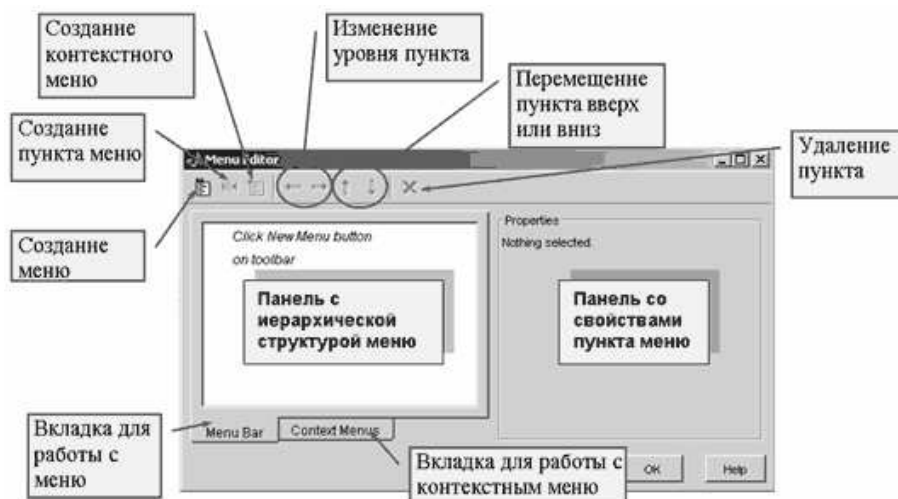 Создание
контекстного
меню
Изменение
уровня пункта
Перемещение
пункта вверх
или вниз
Создание
пункта меню
Удаление
пункта
Menu Editor
Создание
меню
Click New Menu button
on toolbar
Properties
Nothing selected
Панель с
иерархической
структурой меню
Панель со
свойствами
пункта меню
Вкладка для
работы с
меню
Menu Bar
Context Menus
Вкладка для работы с
контекстным меню
OK
Help